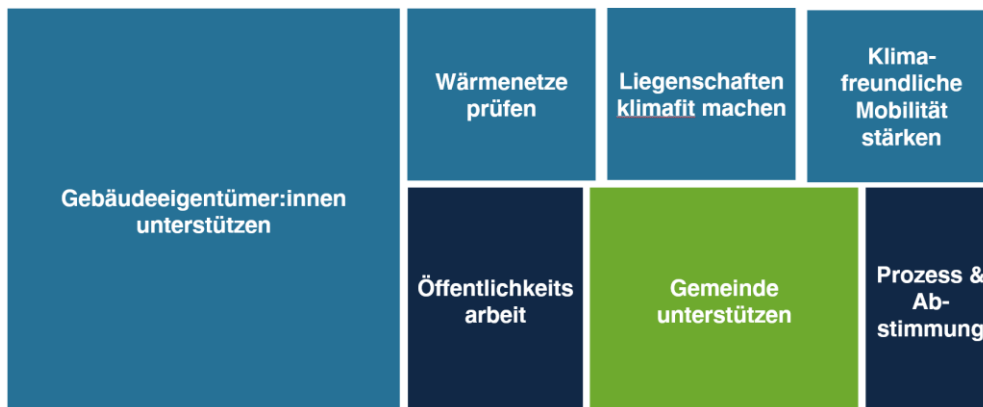 Gebäudeeigentümer:innen
unterstützen
Wärmenetze
prüfen
Liegenschaften
klimafit machen
Klima-
freundliche
Mobilität
stärken
Öffentlichkeits
arbeit
Gemeinde
unterstützen
Prozess &
Ab-
stimmung